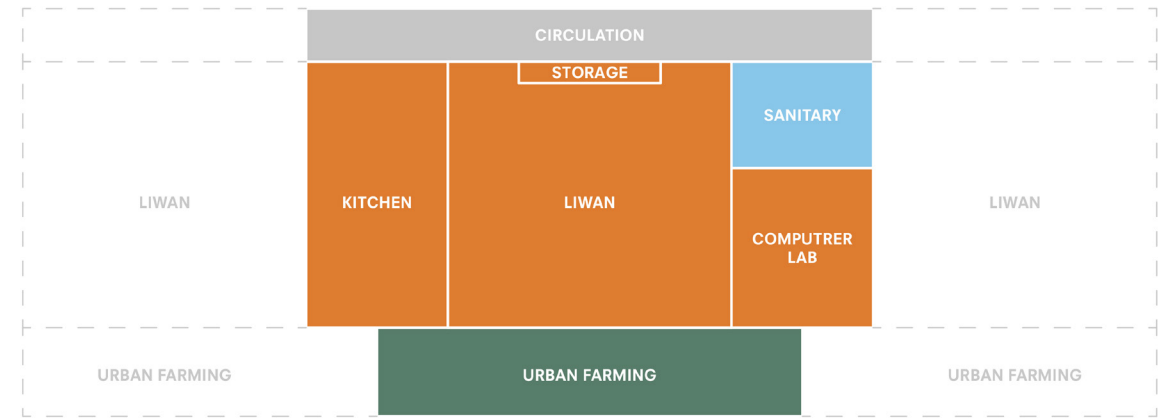 CIRCULATION
STORAGE
SANITARY
LIWAN
KITCHEN
LIWAN
LIWAN
COMPUTRER
LAB
URBAN FARMING
URBAN FARMING
URBAN FARMING